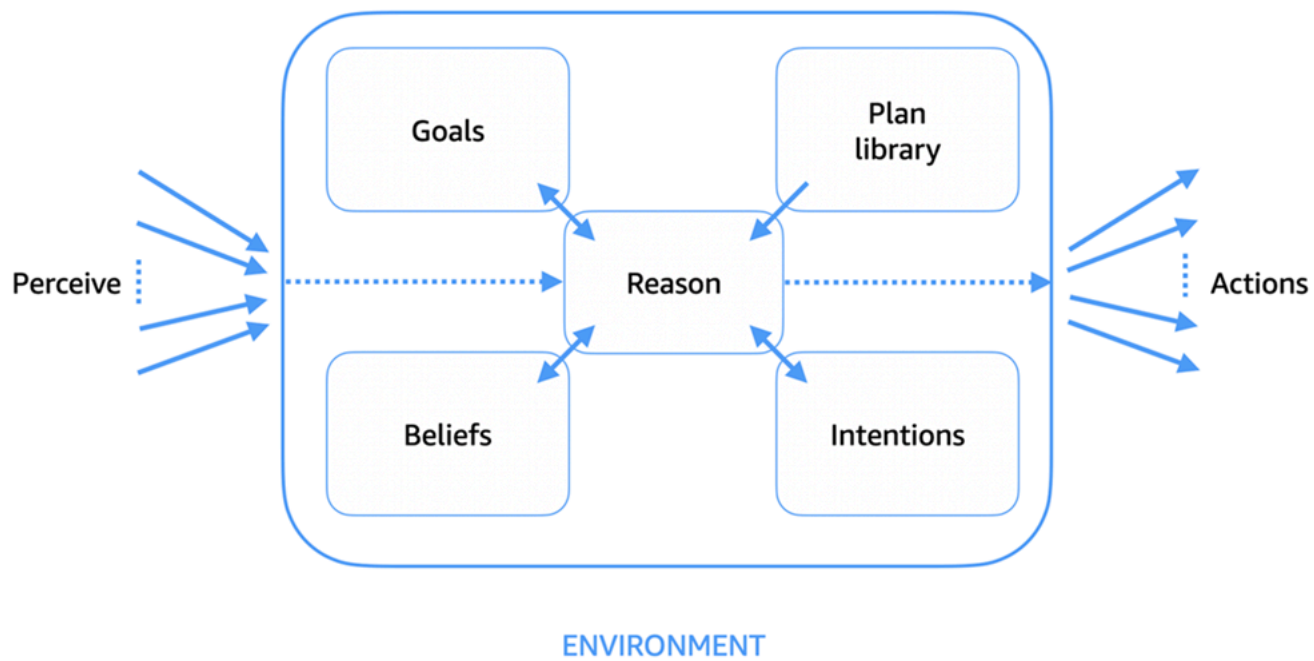 Goals
Plan
library
Perceive
Reason
Actions
Beliefs
Intentions
ENVIRONMENT